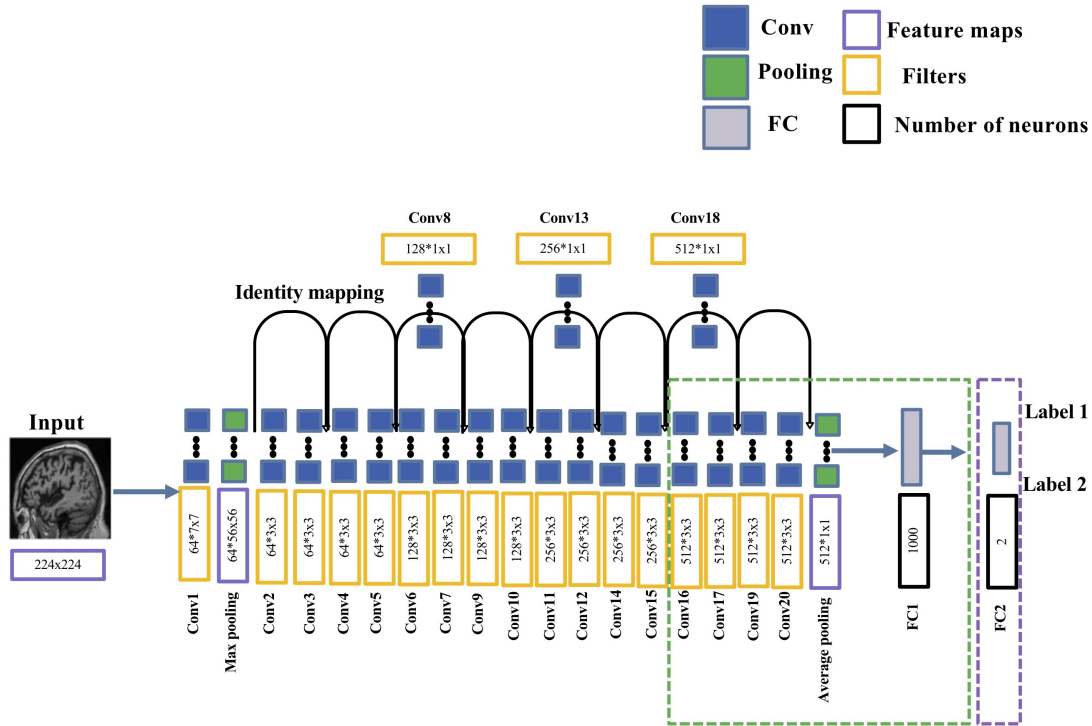 Conv
Feature maps
Pooling
Filters
FC
Number of neurons
Conv8
Conv13
Conv18
128*1x1
256*1x1
512*1x1
Identity mapping
Input
Label 1
Label 2
224x224
64*7x7
64*56x56
64*3x3
64*3x3
64*3x3
64*3x3
128*3x3
128*3x3
128*3x3
128*3x3
256*3x3
256*3x3
256*3x3
256*3x3
512*3x3
512*3x3
512*3x3
512*3x3
512*1x1
1000
2
Conv1
Max pooling
Conv2
Conv3
Conv4
Conv5
Conv6
Conv7
Conv9
Conv10
Conv11
Conv12
Conv14
Conv15
Conv16
Conv17
Conv19
Conv20
Average pooling
FC1
FC2